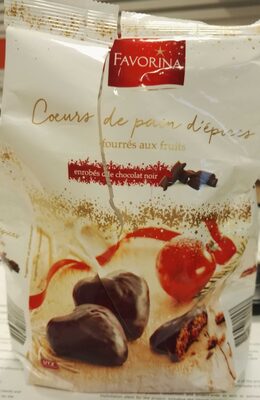 FAVORINA
Cœurs de pain d'épices
fourrés aux fruits
enrobés de chocolat noir